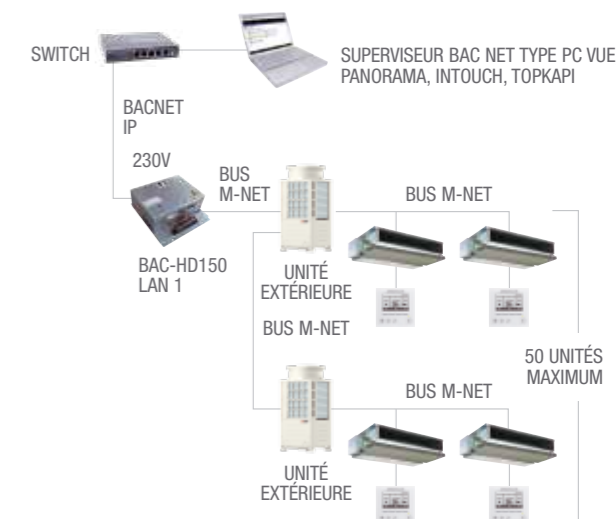 SWITCH
SUPERVISEUR BAC NET TYPE PC VUE
PANORAMA, INTOUCH, TOPKAPI
BACNET
IP
230V
BUS
M-NET
BUS M-NET
BAC-HD150
LAN 1
UNITÉ
EXTÉRIEURE
BUS M-NET
50 UNITÉS
MAXIMUM
BUS M-NET
UNITÉ
EXTÉRIEURE